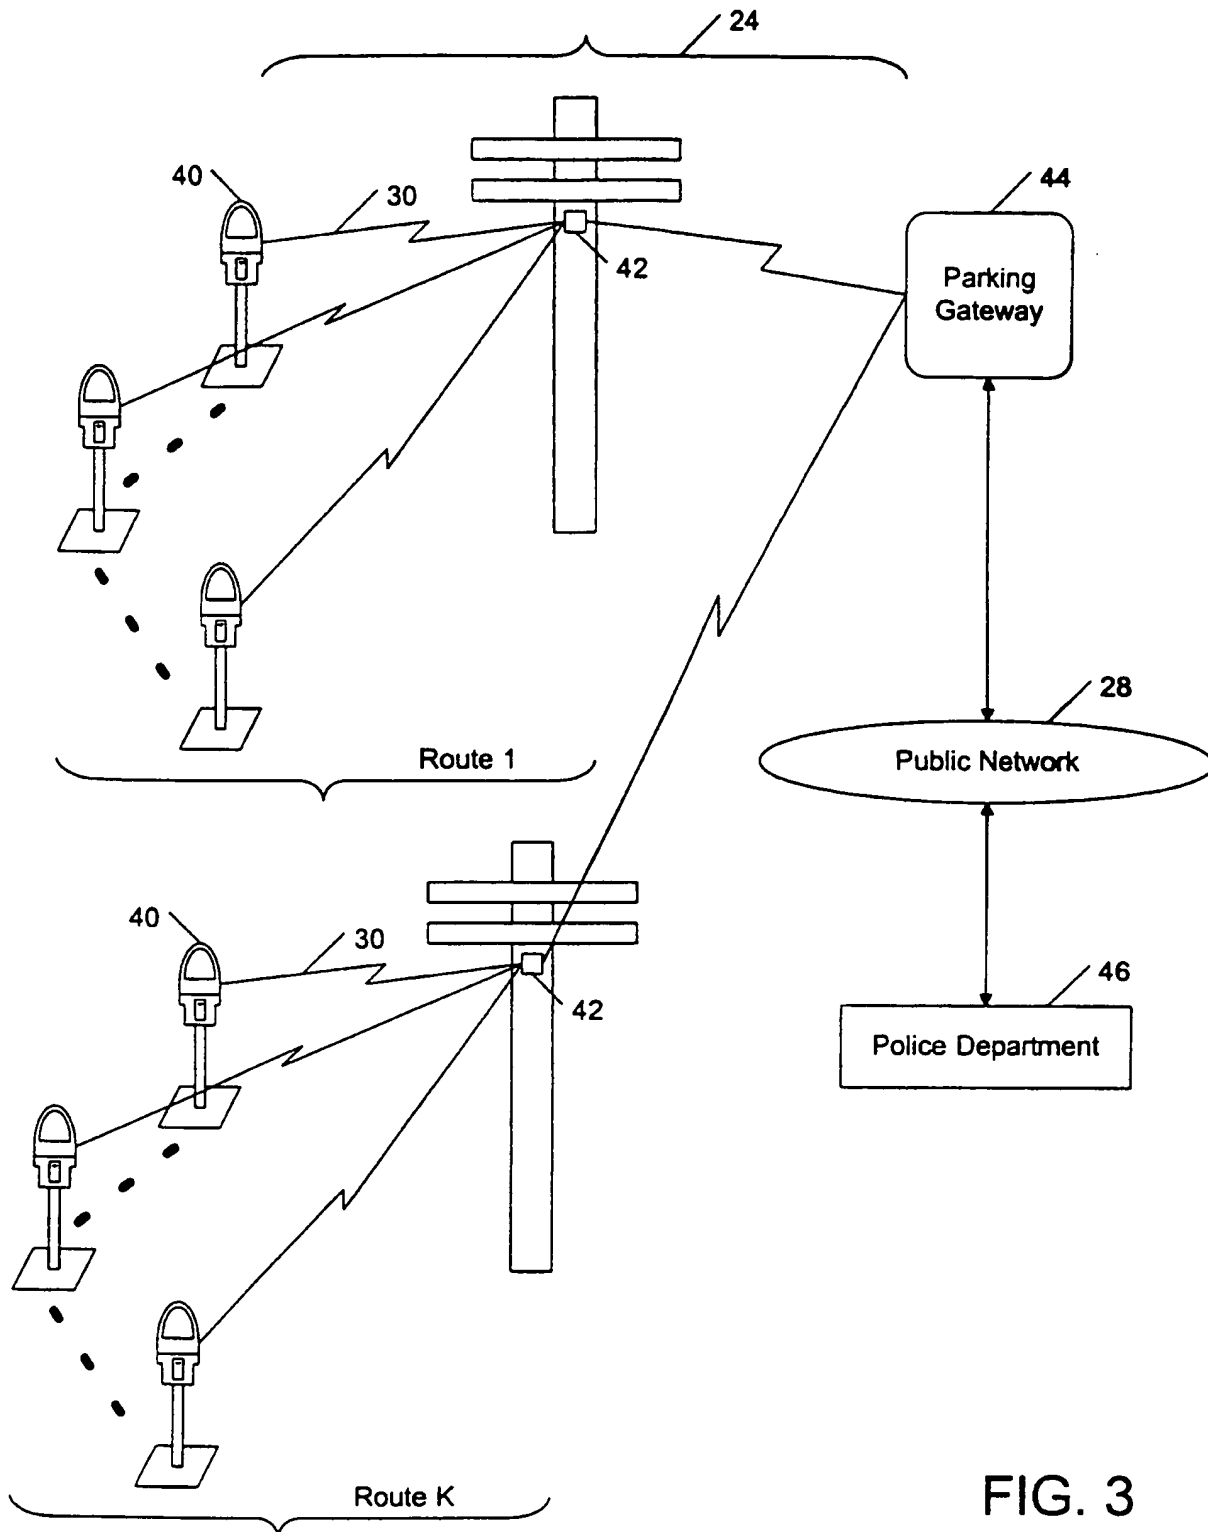 24
40
30
42
44
Parking
Gateway
Route 1
28
Public Network
40
30
42
46
Police Department
Route K
FIG. 3